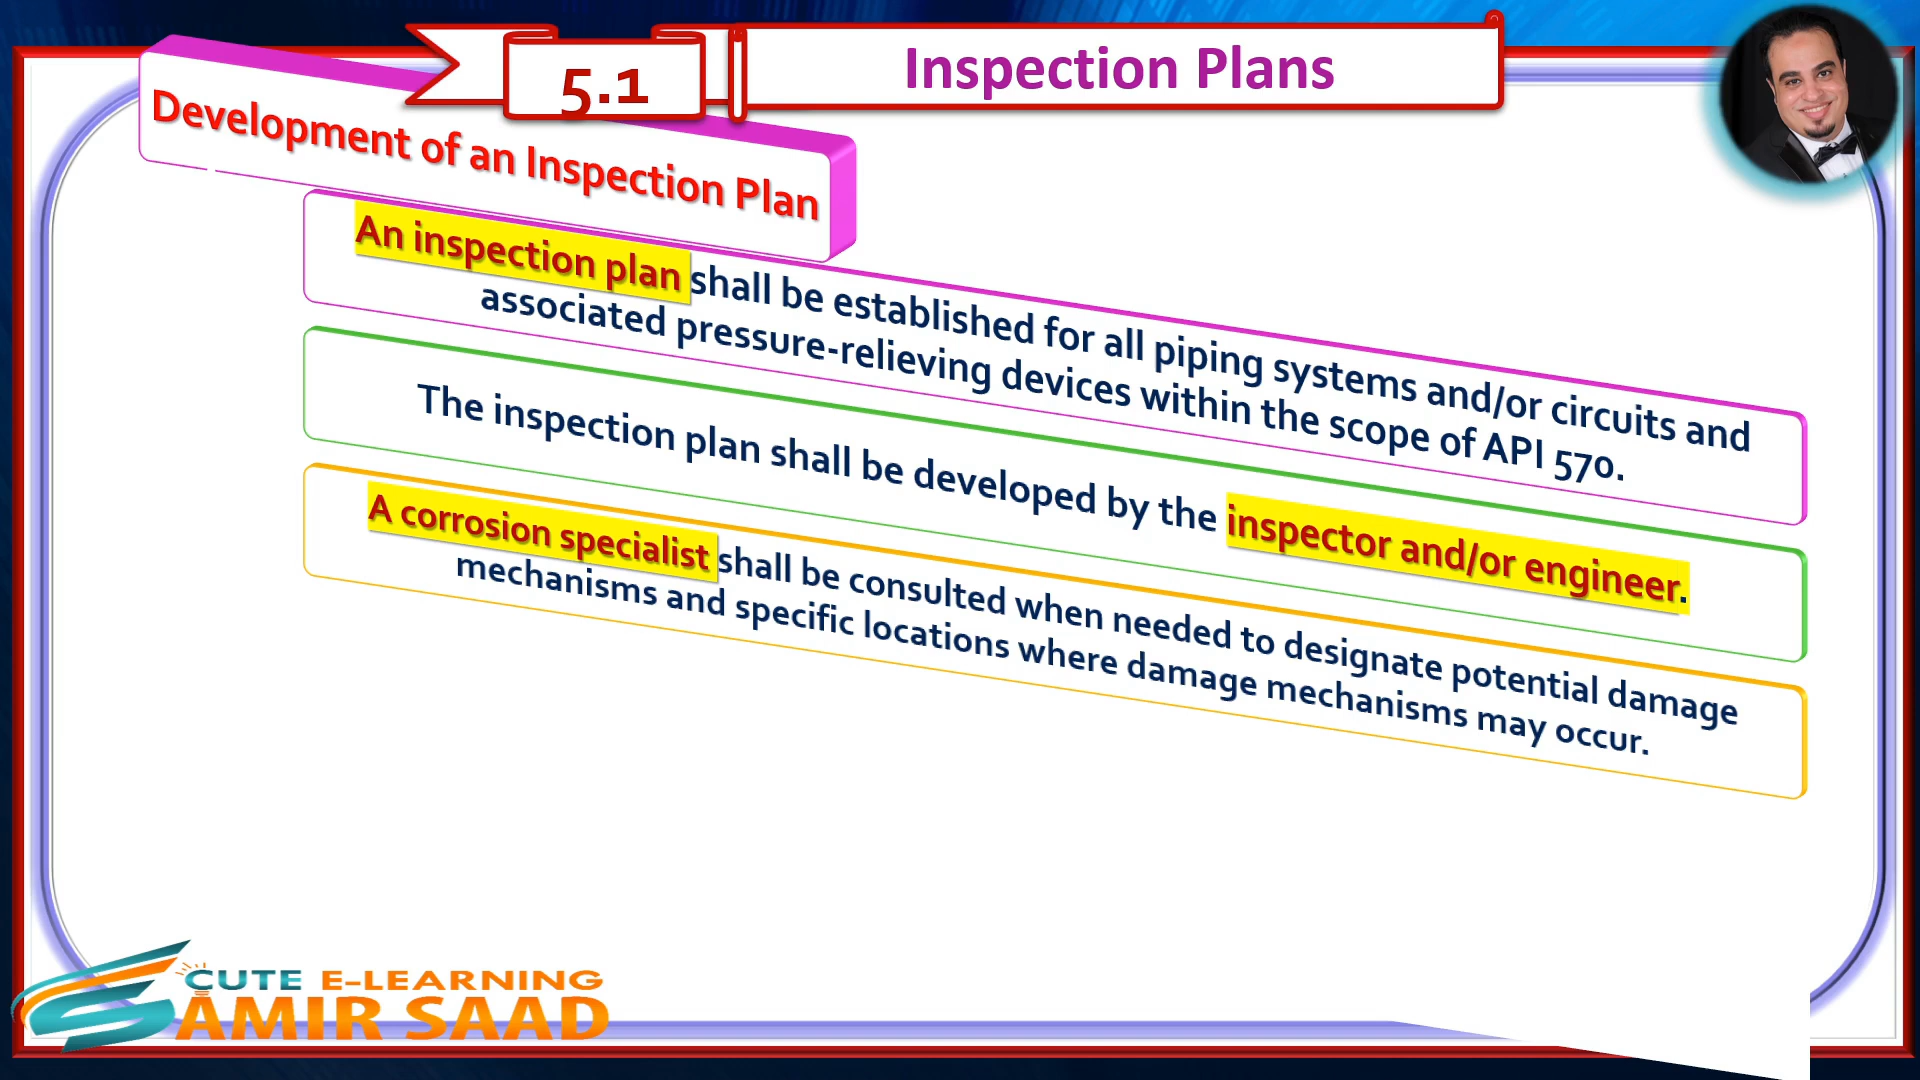 5.1
Inspection Plans
Development of an Inspection Plan
An inspection plan shall be established for all piping systems and/or circuits and
associated pressure-relieving devices within the scope of API 570.
The inspection plan shall be developed by the inspector and/or engineer.
A corrosion specialist shall be consulted when needed to designate potential damage
mechanisms and specific locations where damage mechanisms may occur.
CUTE E-LEARNING
AMIR SAAD